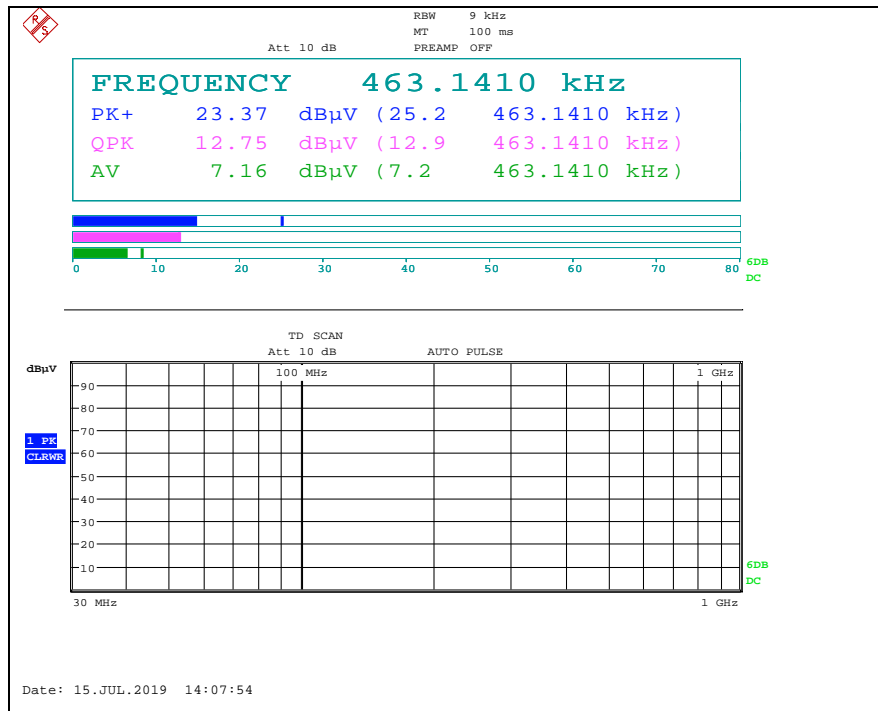 R S
RBW 9 kHz
MT 100 ms
Att 10 dB PREAMP OFF
FREQUENCY 463.1410 kHz
PK+ 23.37 dBµV (25.2 463.1410 kHz)
QPK 12.75 dBµV (12.9 463.1410 kHz)
AV 7.16 dBµV (7.2 463.1410 kHz)
0 10 20 30 40 50 60 70 80
6DB
DC
TD SCAN
Att 10 dB AUTO PULSE
dBµV
100 MHz 1 GHz
90
80
70
1 PK
CLRWR
60
50
40
30
20
10
6DB
DC
30 MHz 1 GHz
Date: 15.JUL.2019 14:07:54